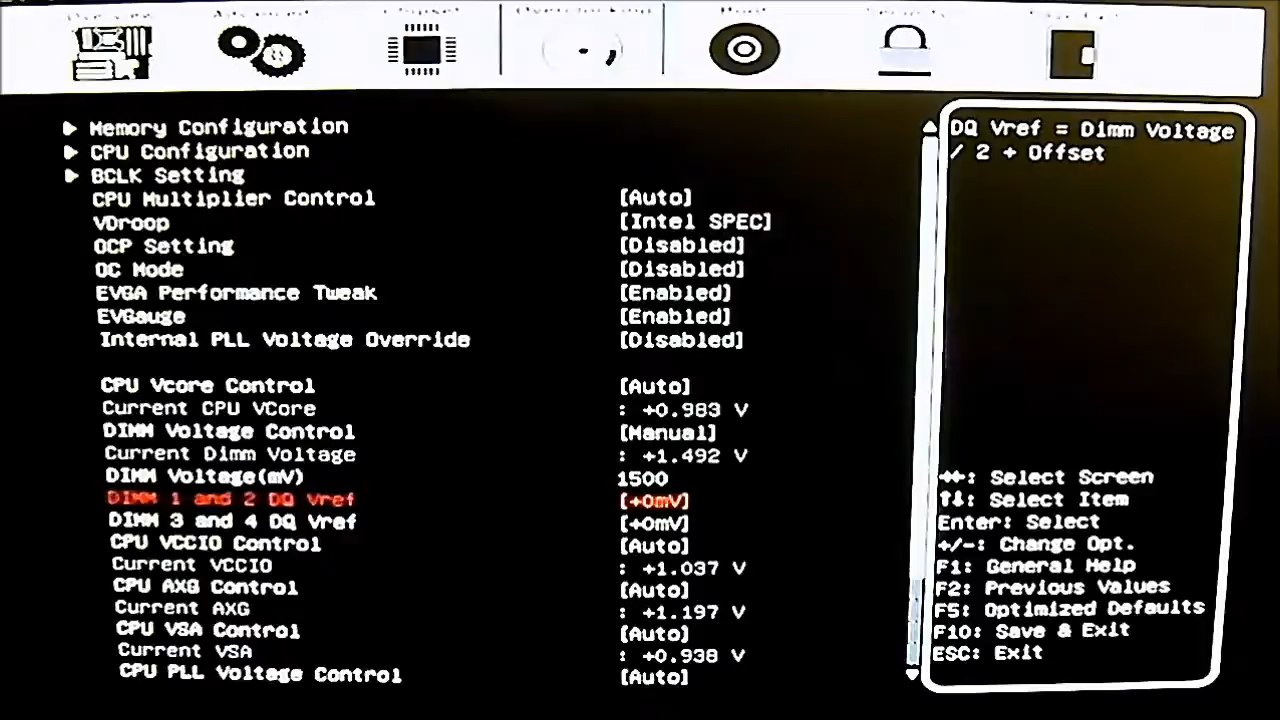 Memory Configuration
CPU Configuration
BCLK Setting
CPU Multiplier Control [Auto]
VDroop [Intel SPEC]
OCP Setting [Disabled]
OC Mode [Disabled]
EVGA Performance Tweak [Enabled]
EVGauge [Enabled]
Internal PLL Voltage Override [Disabled]
CPU Vcore Control [Auto]
Current CPU VCore : +0.983 V
DIMM Voltage Control [Manual]
Current Dimm Voltage : +1.492 V
DIMM Voltage(mV) 1500
DIMM 1 and 2 DQ Vref [+0mV]
DIMM 3 and 4 DQ Vref [+0mV]
CPU VCCIO Control [Auto]
Current VCCIO : +1.037 V
CPU AXG Control [Auto]
Current AXG : +1.197 V
CPU VSA Control [Auto]
Current VSA : +0.938 V
CPU PLL Voltage Control [Auto]
DQ Vref = Dimm Voltage
/ 2 + Offset
→←: Select Screen
↑↓: Select Item
Enter: Select
+/-: Change Opt.
F1: General Help
F2: Previous Values
F5: Optimized Defaults
F10: Save & Exit
ESC: Exit